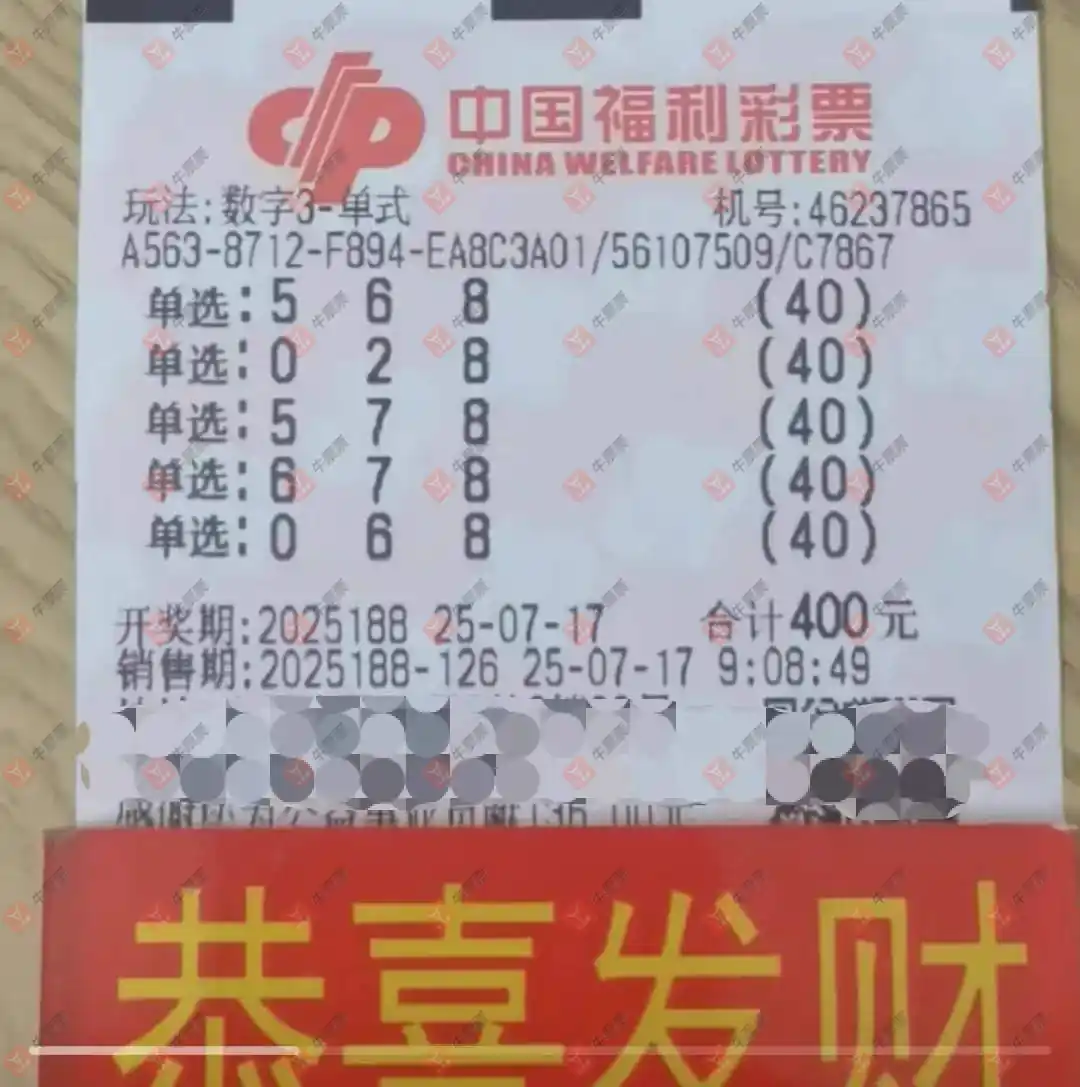 中国福利彩票
CHINA WELFARE LOTTERY
玩法:数字3-单式 机号:46237865
A563-8712-F894-EA8C3A01/56107509/C7867
单选:5 6 8 (40)
单选:0 2 8 (40)
单选:5 7 8 (40)
单选:6 7 8 (40)
单选:0 6 8 (40)
开奖期:2025188 25-07-17 合计400元
销售期:2025188-126 25-07-17 9:08:49
恭喜发财
牛票票